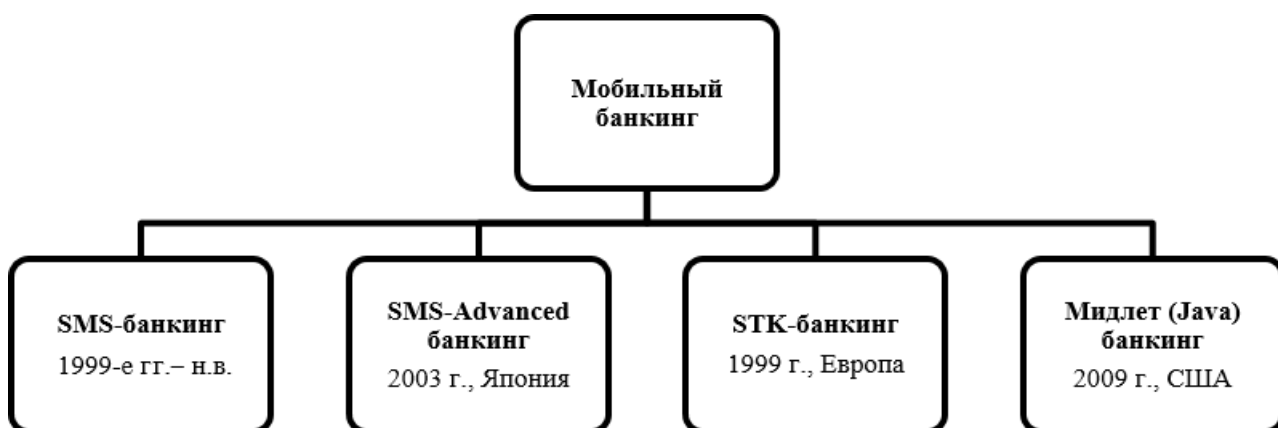 Мобильный
банкинг
SMS-банкинг
1999-е гг.– н.в.
SMS-Advanced
банкинг
2003 г., Япония
STK-банкинг
1999 г., Европа
Мидлет (Java)
банкинг
2009 г., США